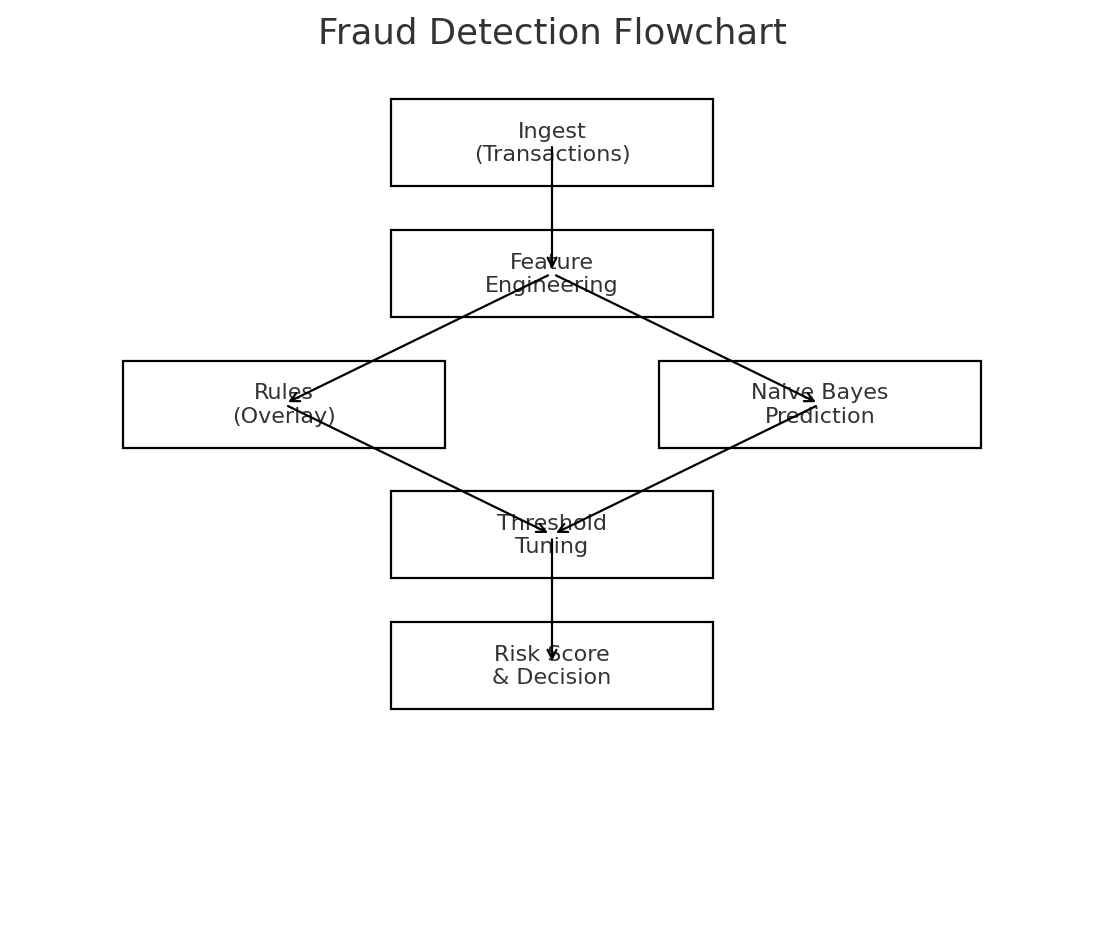 Fraud Detection Flowchart
Ingest
(Transactions)
Feature
Engineering
Rules
(Overlay)
Naive Bayes
Prediction
Threshold
Tuning
Risk Score
& Decision